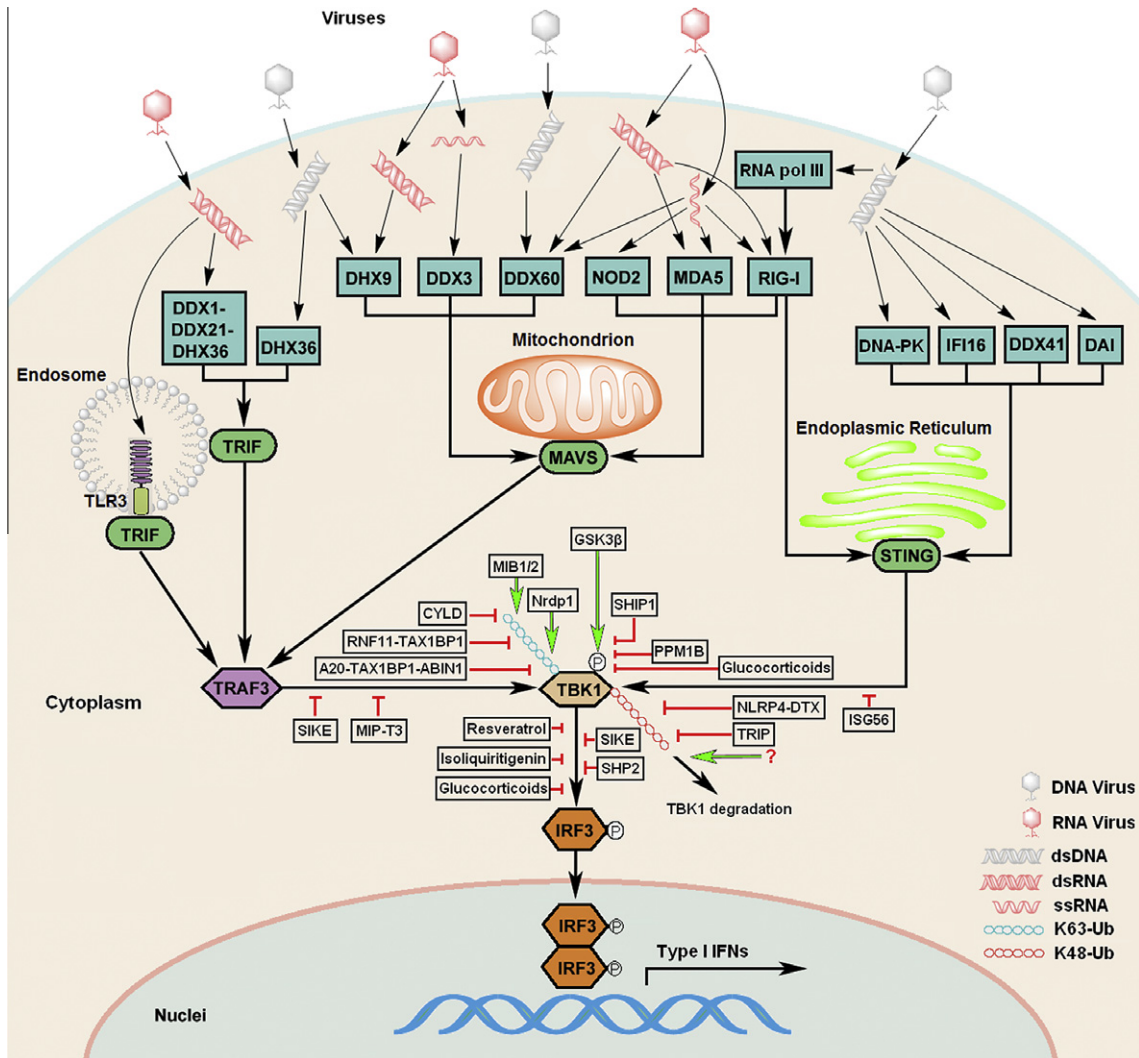 Viruses
RNA pol III
DHX9
DDX3
DDX60
NOD2
MDA5
RIG-I
DDX1-
DDX21-
DHX36
DHX36
DNA-PK
IFI16
DDX41
DAI
Mitochondrion
Endosome
Endoplasmic Reticulum
TRIF
MAVS
TLR3
TRIF
STING
GSK3β
MIB1/2
Nrdp1
CYLD
SHIP1
RNF11-TAX1BP1
PPM1B
A20-TAX1BP1-ABIN1
P
Glucocorticoids
TRAF3
TBK1
Cytoplasm
SIKE
MIP-T3
NLRP4-DTX
ISG56
Resveratrol
SIKE
TRIP
Isoliquiritigenin
SHP2
?
Glucocorticoids
TBK1 degradation
IRF3
P
DNA Virus
RNA Virus
dsDNA
dsRNA
ssRNA
K63-Ub
K48-Ub
IRF3
P
IRF3
P
Type I IFNs
Nuclei